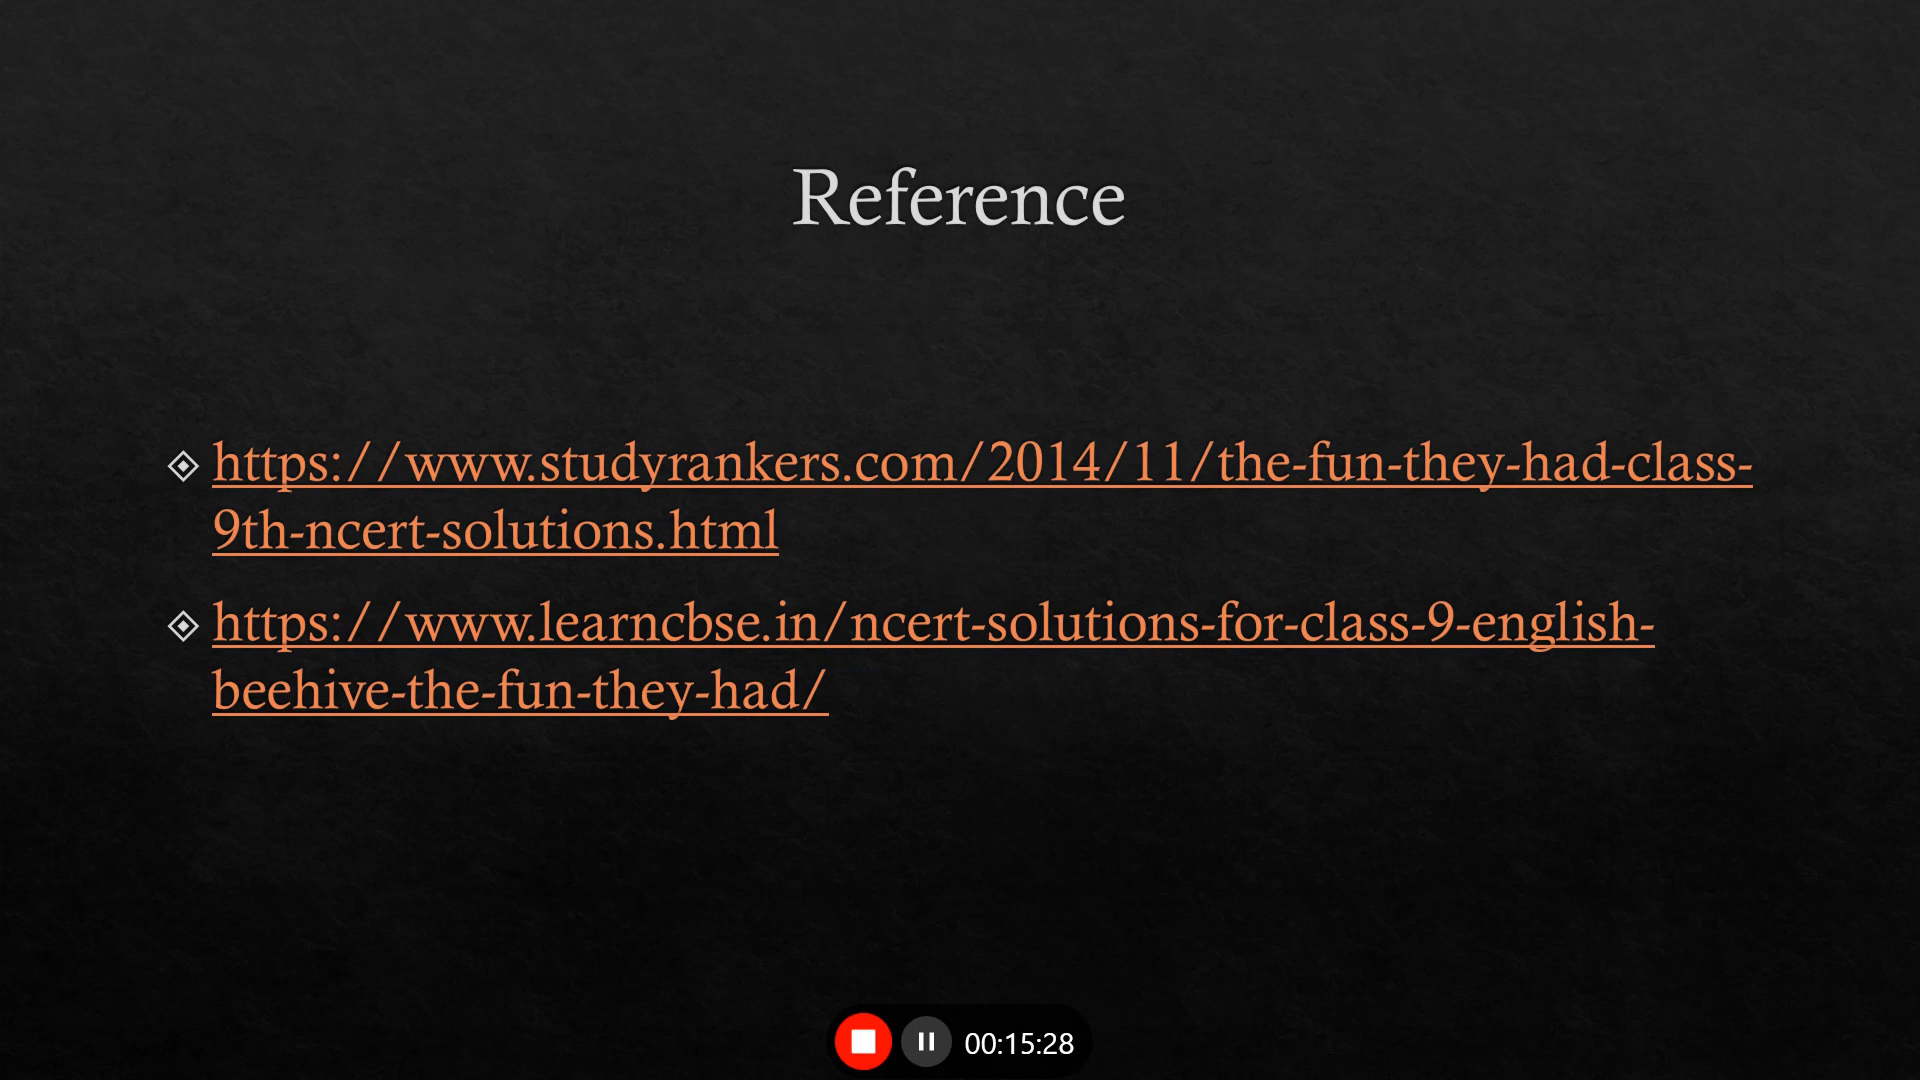 Reference
https://www.studyrankers.com/2014/11/the-fun-they-had-class-
9th-ncert-solutions.html
https://www.learncbse.in/ncert-solutions-for-class-9-english-
beehive-the-fun-they-had/
00:15:28